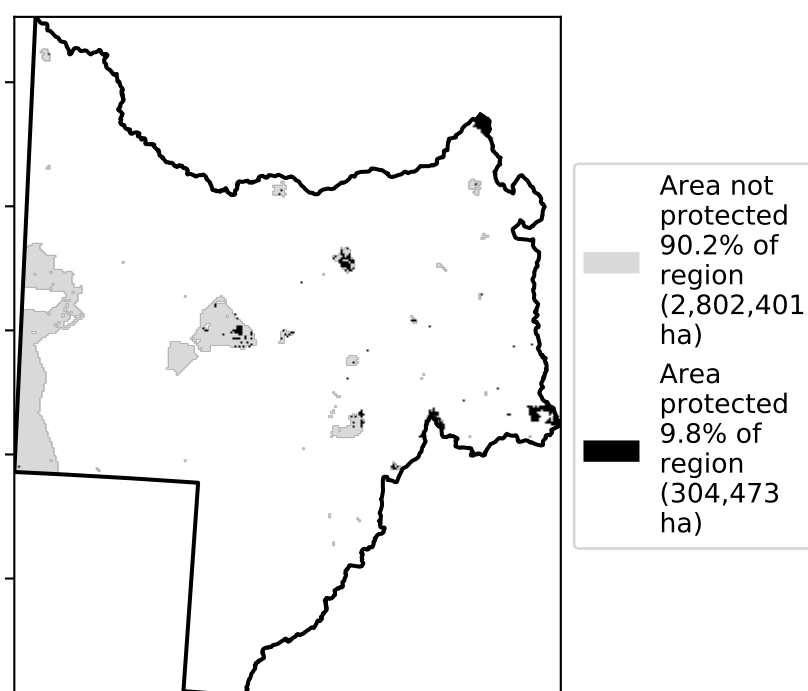 Area not
protected
90.2% of
region
(2,802,401
ha)
Area
protected
9.8% of
region
(304,473
ha)